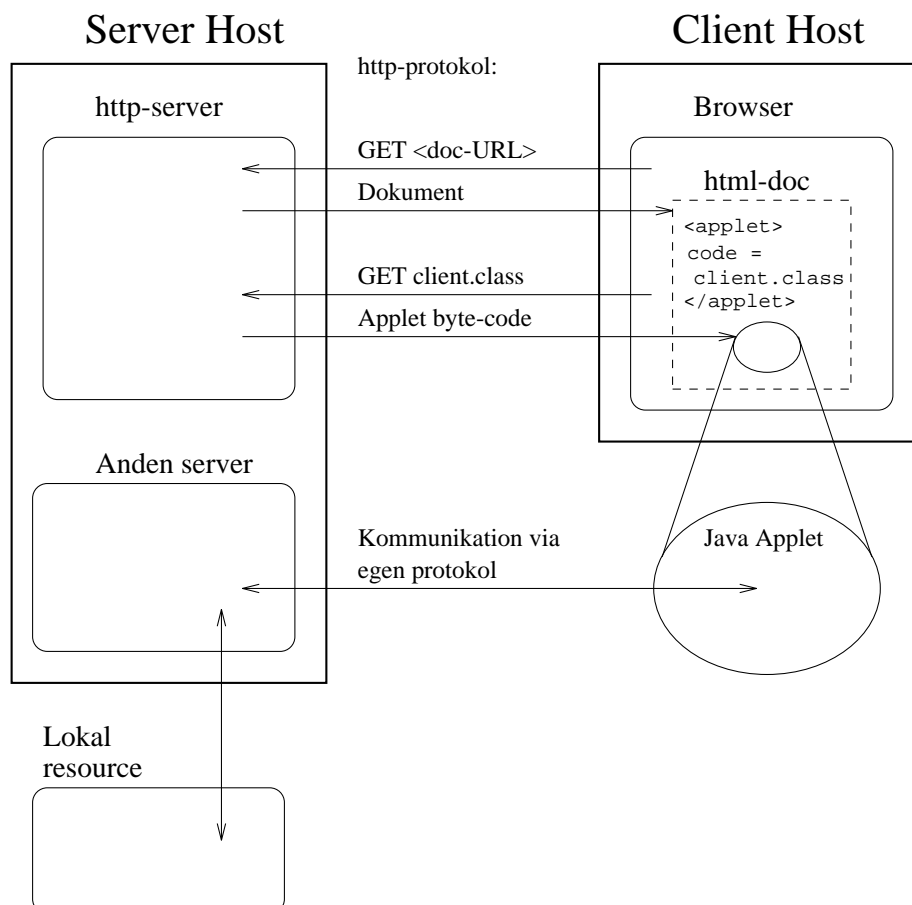 Server Host
Client Host
http-protokol:
http-server
Browser
GET <doc-URL>
html-doc
Dokument
<applet>
code =
client.class
</applet>
GET client.class
Applet byte-code
Anden server
Kommunikation via
egen protokol
Java Applet
Lokal
resource